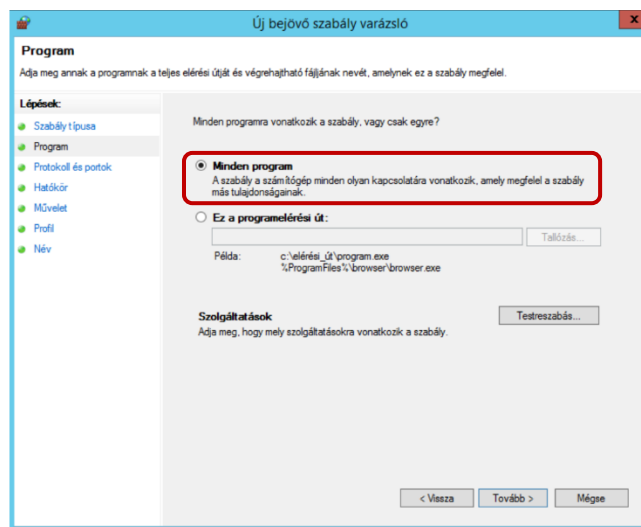 Új bejövő szabály varázsló
x
Program
Adja meg annak a programnak a teljes elérési útját és végrehajtható fájljának nevét, amelynek ez a szabály megfelel.
Lépések:
Szabály típusa
Program
Protokoll és portok
Hatókör
Művelet
Profil
Név
Minden programra vonatkozik a szabály, vagy csak egyre?
Minden program
A szabály a számítógép minden olyan kapcsolatára vonatkozik, amely megfelel a szabály
más tulajdonságainak.
Ez a programelérési út:
Tallózás...
Példa:
c:\elérési_út\program.exe
%ProgramFiles%\browser\browser.exe
Szolgáltatások
Testreszabás...
Adja meg, hogy mely szolgáltatásokra vonatkozik a szabály.
< Vissza
Tovább >
Mégse